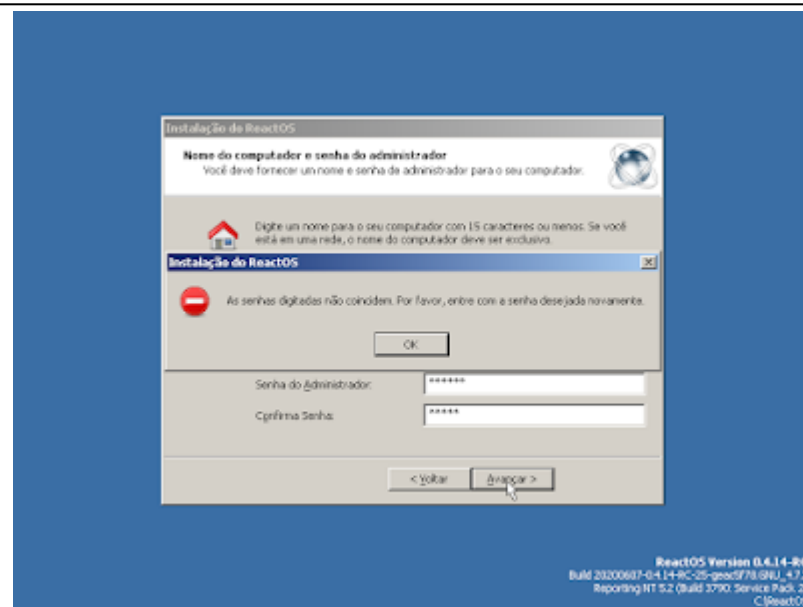 Instalação do ReactOS
Nome do computador e senha do administrador
Você deve fornecer um nome e senha de administrador para o seu computador.
Digite um nome para o seu computador com 15 caracteres ou menos. Se você
está em uma rede, o nome do computador deve ser exclusivo.
Instalação do ReactOS
As senhas digitadas não coincidem. Por favor, entre com a senha desejada novamente.
OK
Senha do Administrador: ******
Confirma Senha: *****
< Voltar Avançar >
ReactOS Version 0.4.14-R
Build 20200607-0.4.14-RC-25 GNU_4.7.
Reporting NT 5.2 (Build 3790: Service Pack 2
C:\ReactO